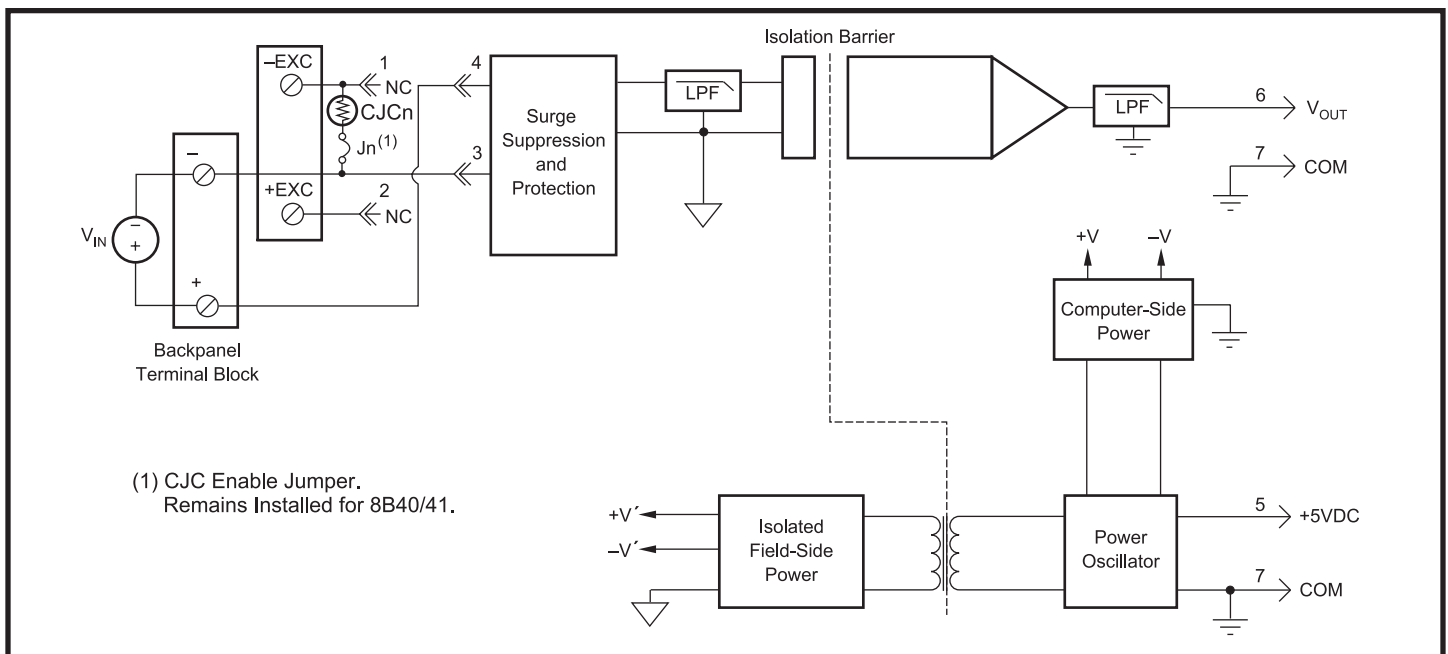 Isolation Barrier
–EXC
1
NC
CJCn
Jn(1)
4
3
+EXC
2
NC
–
+
VIN
–
+
Backpanel
Terminal Block
Surge
Suppression
and
Protection
LPF
LPF
6
VOUT
7
COM
+V
–V
Computer-Side
Power
(1) CJC Enable Jumper.
Remains Installed for 8B40/41.
+V´
–V´
Isolated
Field-Side
Power
Power
Oscillator
5
+5VDC
7
COM